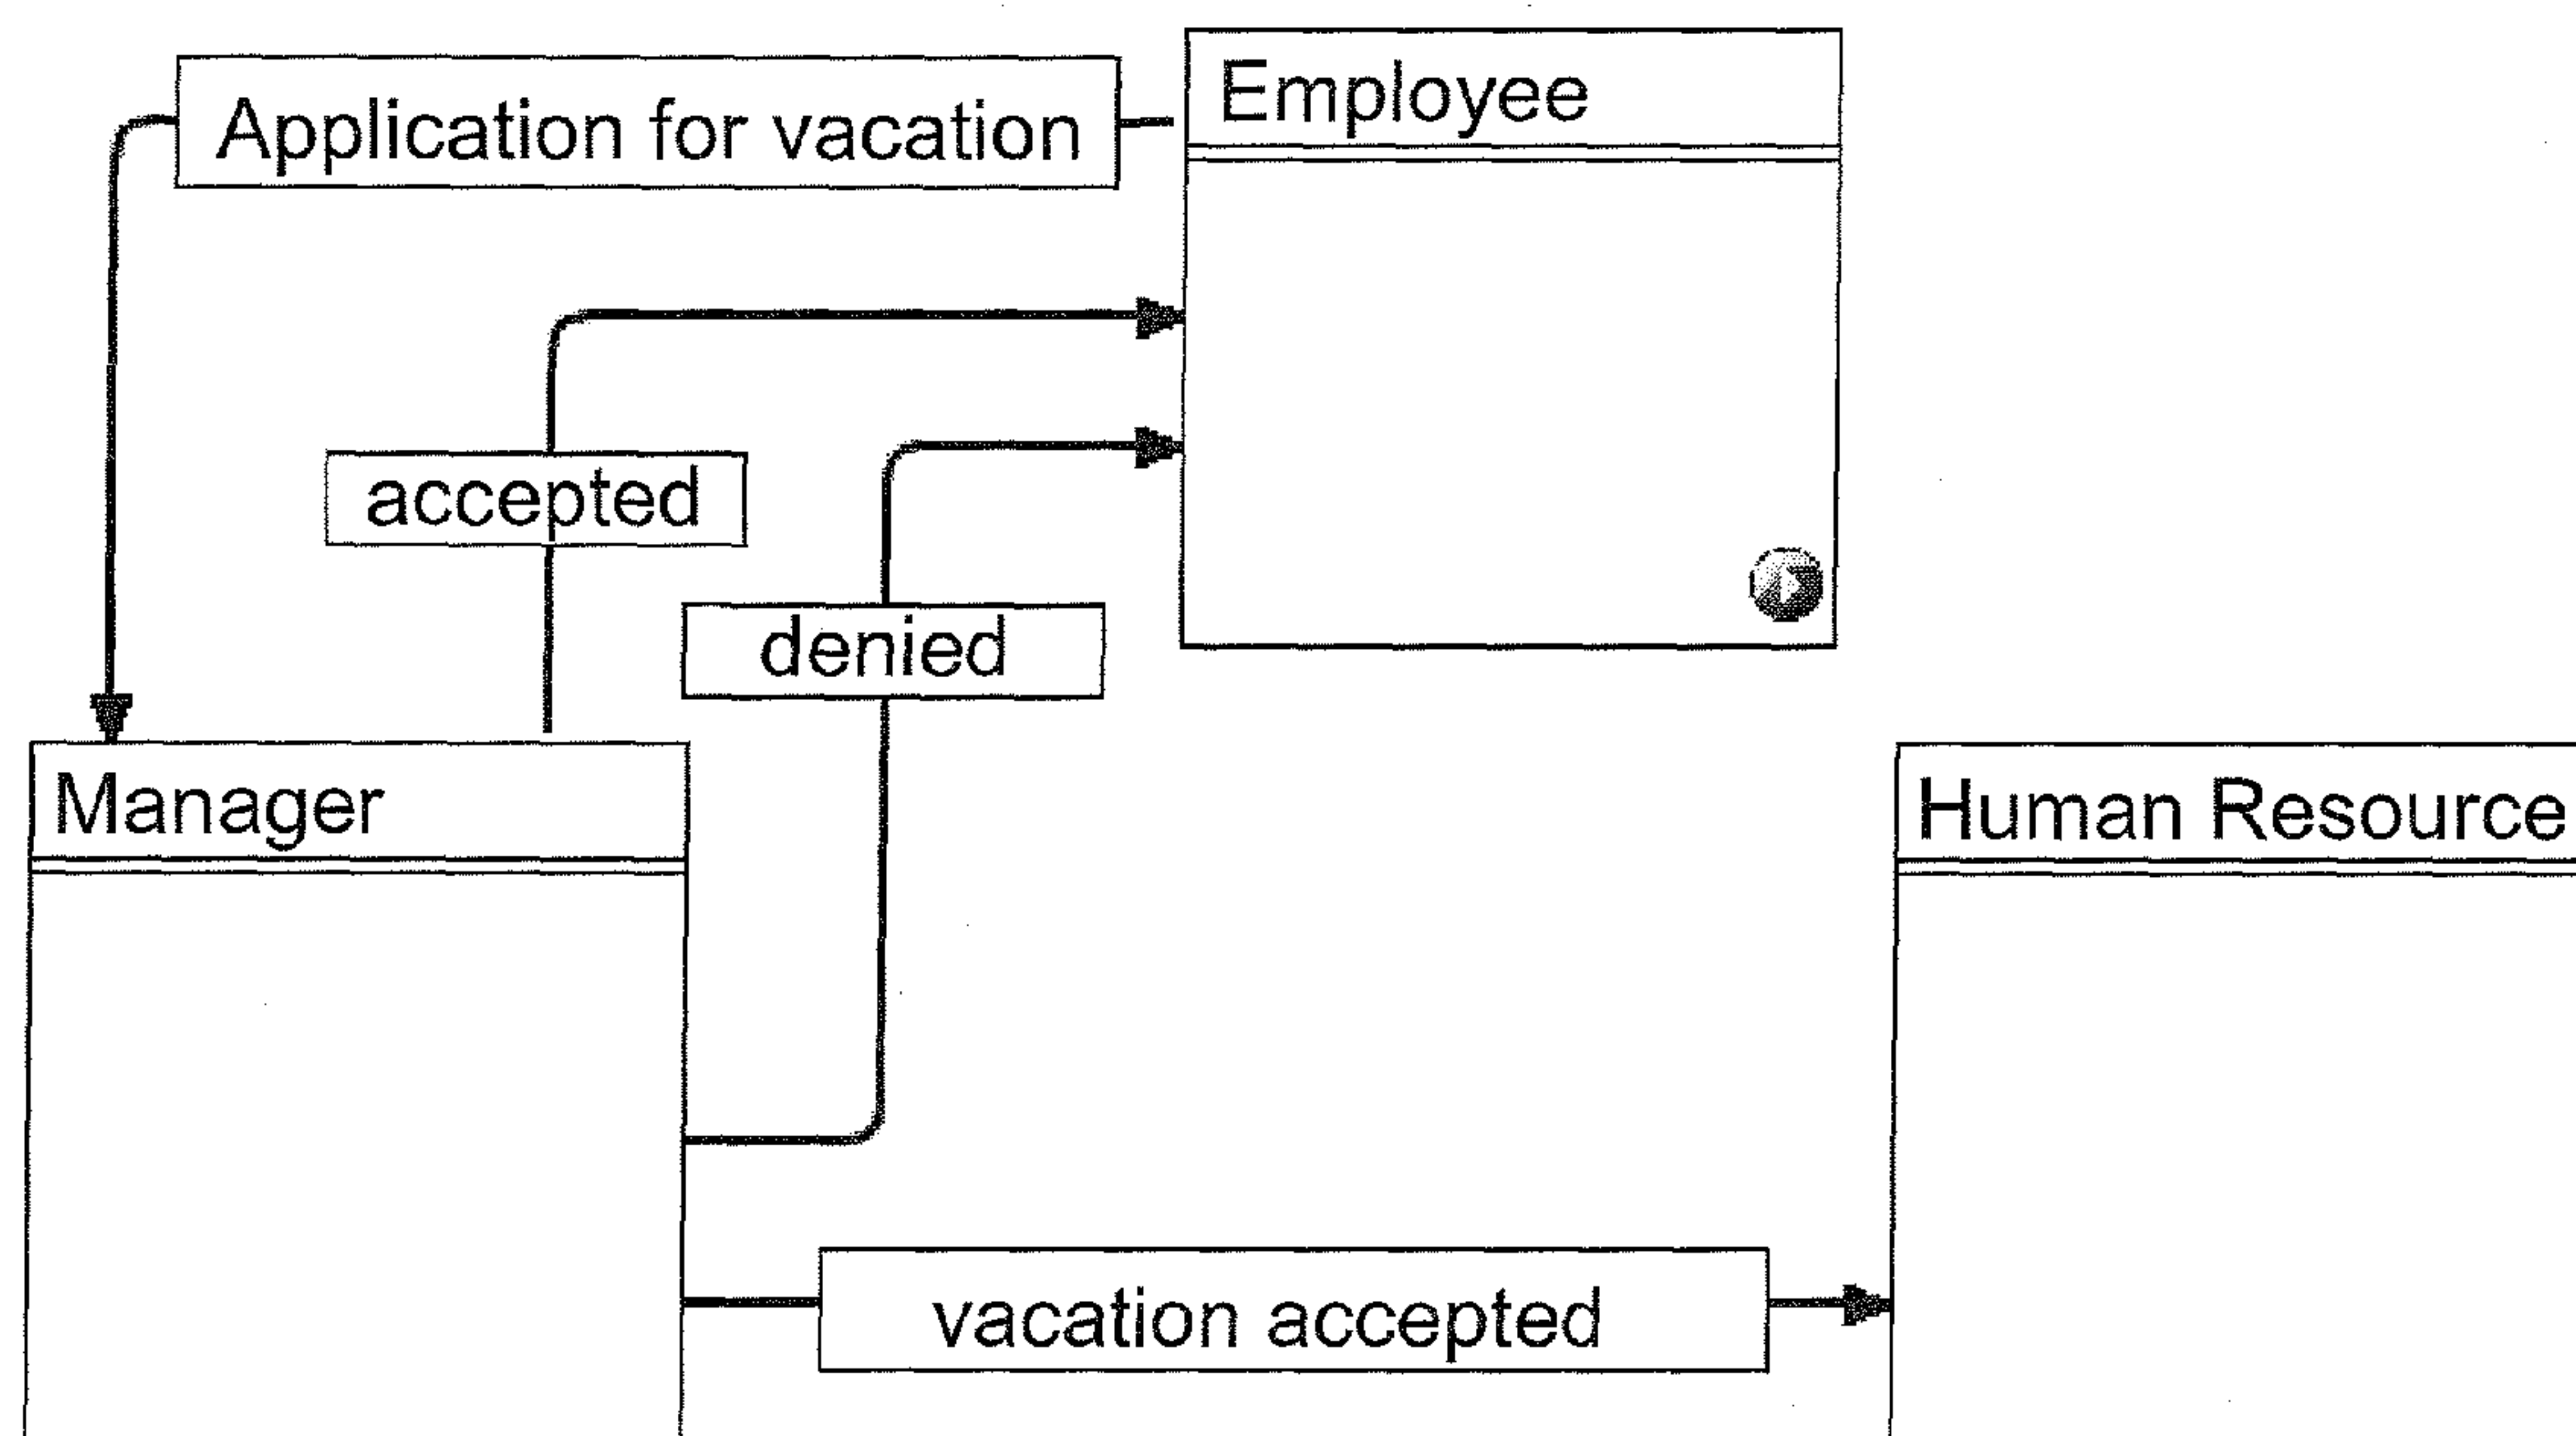 Employee
Application for vacation
accepted
denied
Manager
Human Resource
vacation accepted